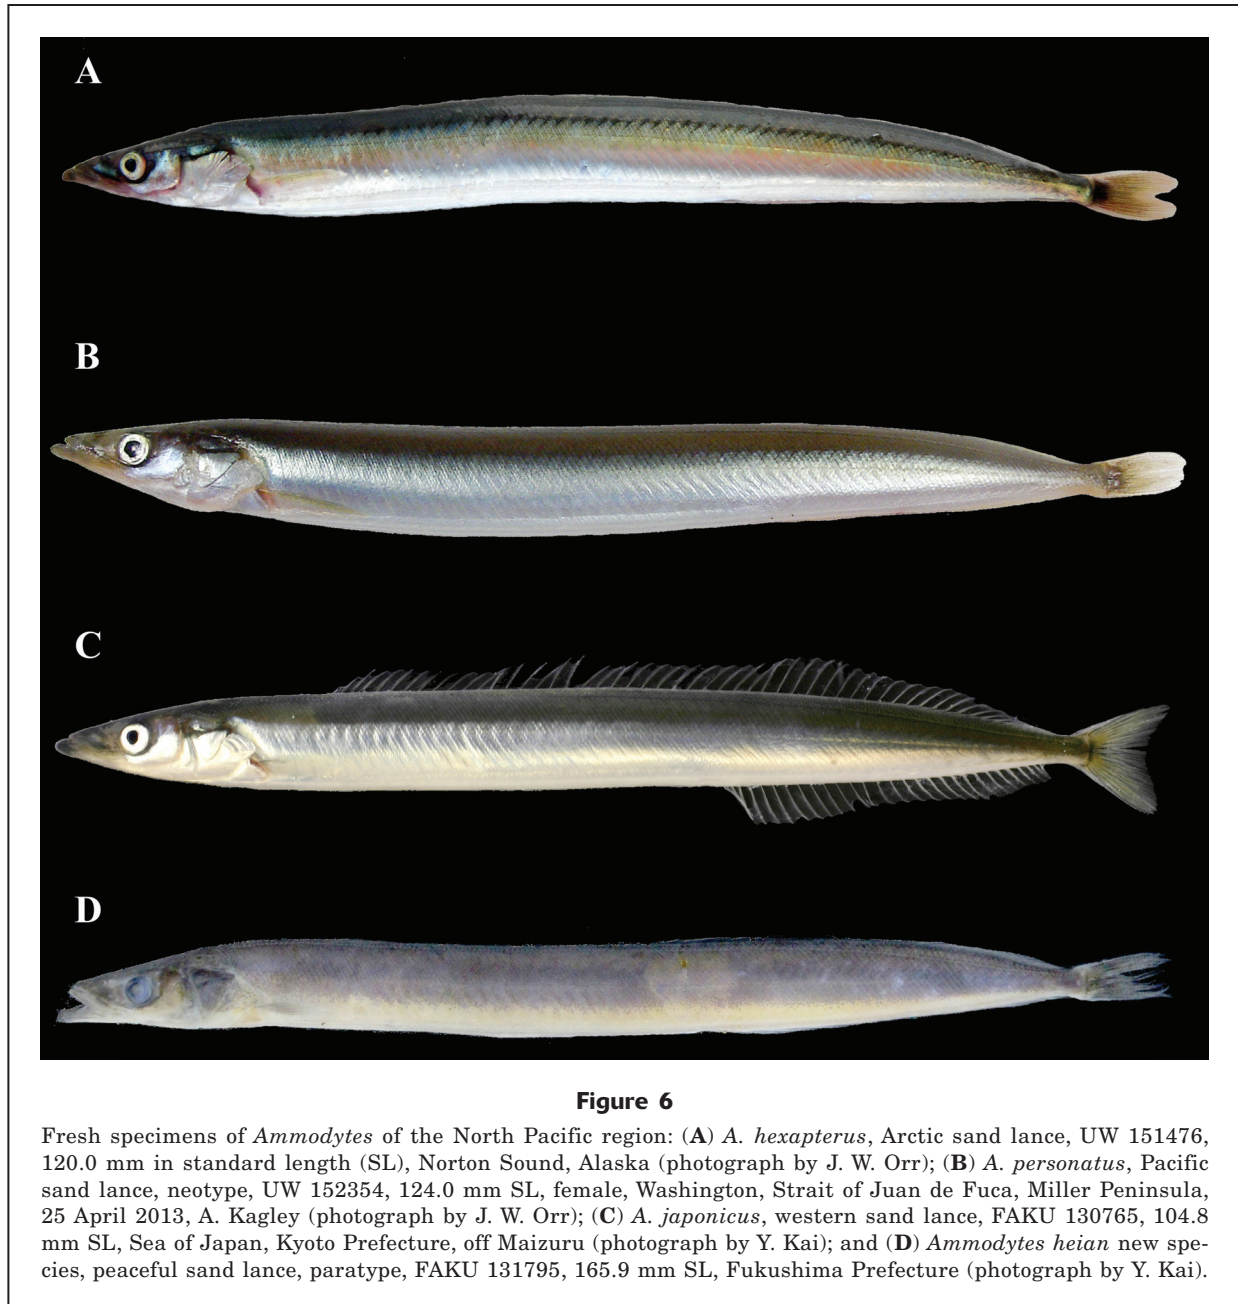 A
B
C
D
Figure 6
Fresh specimens of Ammodytes of the North Pacific region: (A) A. hexapterus, Arctic sand lance, UW 151476,
120.0 mm in standard length (SL), Norton Sound, Alaska (photograph by J. W. Orr); (B) A. personatus, Pacific
sand lance, neotype, UW 152354, 124.0 mm SL, female, Washington, Strait of Juan de Fuca, Miller Peninsula,
25 April 2013, A. Kagley (photograph by J. W. Orr); (C) A. japonicus, western sand lance, FAKU 130765, 104.8
mm SL, Sea of Japan, Kyoto Prefecture, off Maizuru (photograph by Y. Kai); and (D) Ammodytes heian new spe-
cies, peaceful sand lance, paratype, FAKU 131795, 165.9 mm SL, Fukushima Prefecture (photograph by Y. Kai).